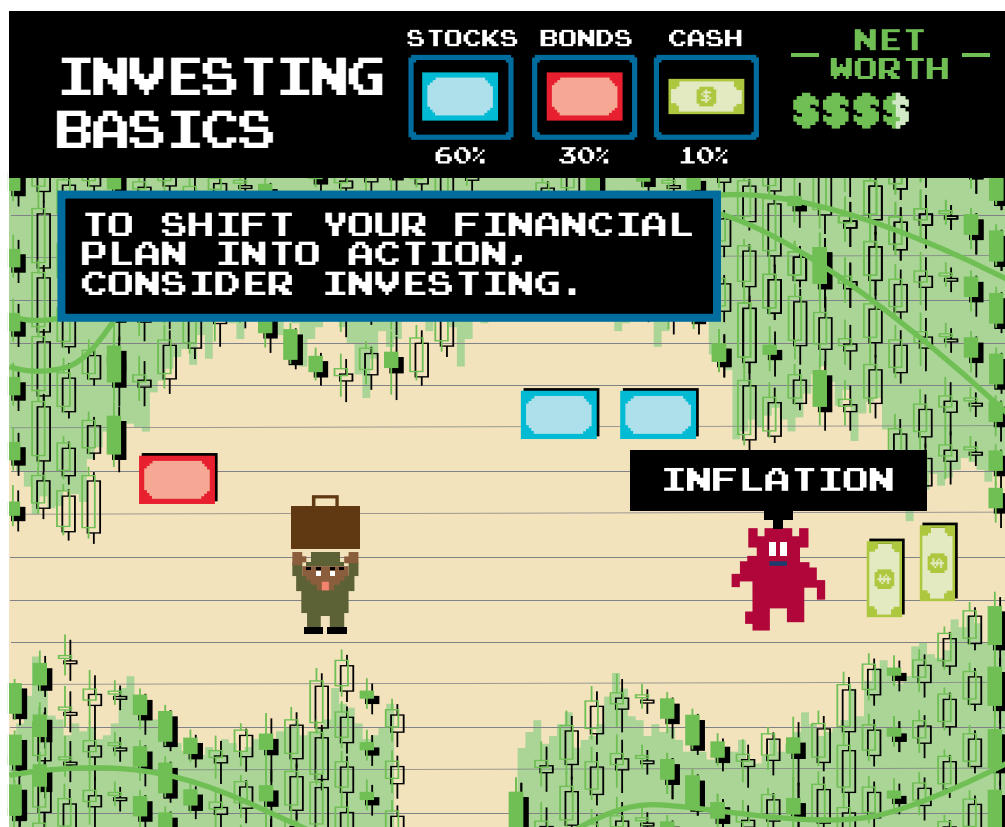 INVESTING
BASICS
STOCKS BONDS CASH
$
60% 30% 10%
NET
WORTH
$$$$
TO SHIFT YOUR FINANCIAL
PLAN INTO ACTION,
CONSIDER INVESTING.
INFLATION
$
$